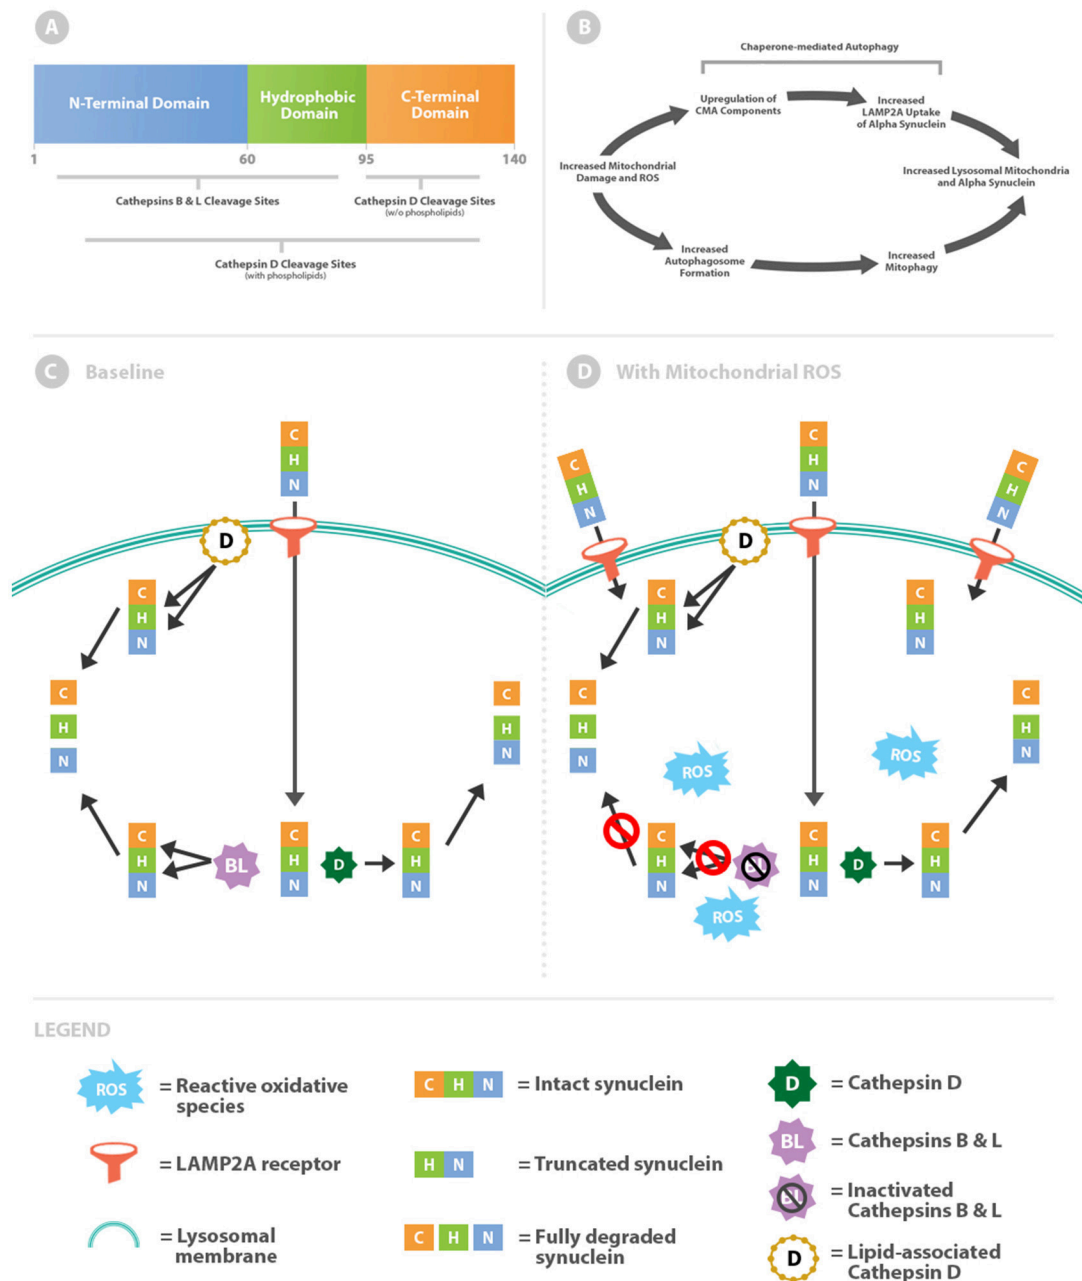 A
N-Terminal Domain
Hydrophobic
Domain
C-Terminal
Domain
1
60
95
140
Cathepsins B & L Cleavage Sites
Cathepsin D Cleavage Sites
(w/o phospholipids)
Cathepsin D Cleavage Sites
(with phospholipids)
B
Chaperone-mediated Autophagy
Upregulation of
CMA Components
Increased
LAMP2A Uptake
of Alpha Synuclein
Increased Mitochondrial
Damage and ROS
Increased Lysosomal Mitochondria
and Alpha Synuclein
Increased
Autophagosome
Formation
Increased
Mitophagy
C Baseline
C
H
N
D
C
H
N
C
H
N
C
H
N
C
H
N
BL
C
H
N
D
C
H
N
D With Mitochondrial ROS
C
H
N
C
H
N
C
H
N
D
C
H
N
C
H
N
C
H
N
C
H
N
ROS
ROS
C
H
N
BL
C
H
N
D
C
H
N
ROS
LEGEND
ROS = Reactive oxidative
species
= LAMP2A receptor
= Lysosomal
membrane
C H N = Intact synuclein
H N = Truncated synuclein
C H N = Fully degraded
synuclein
D = Cathepsin D
BL = Cathepsins B & L
BL = Inactivated
Cathepsins B & L
D = Lipid-associated
Cathepsin D